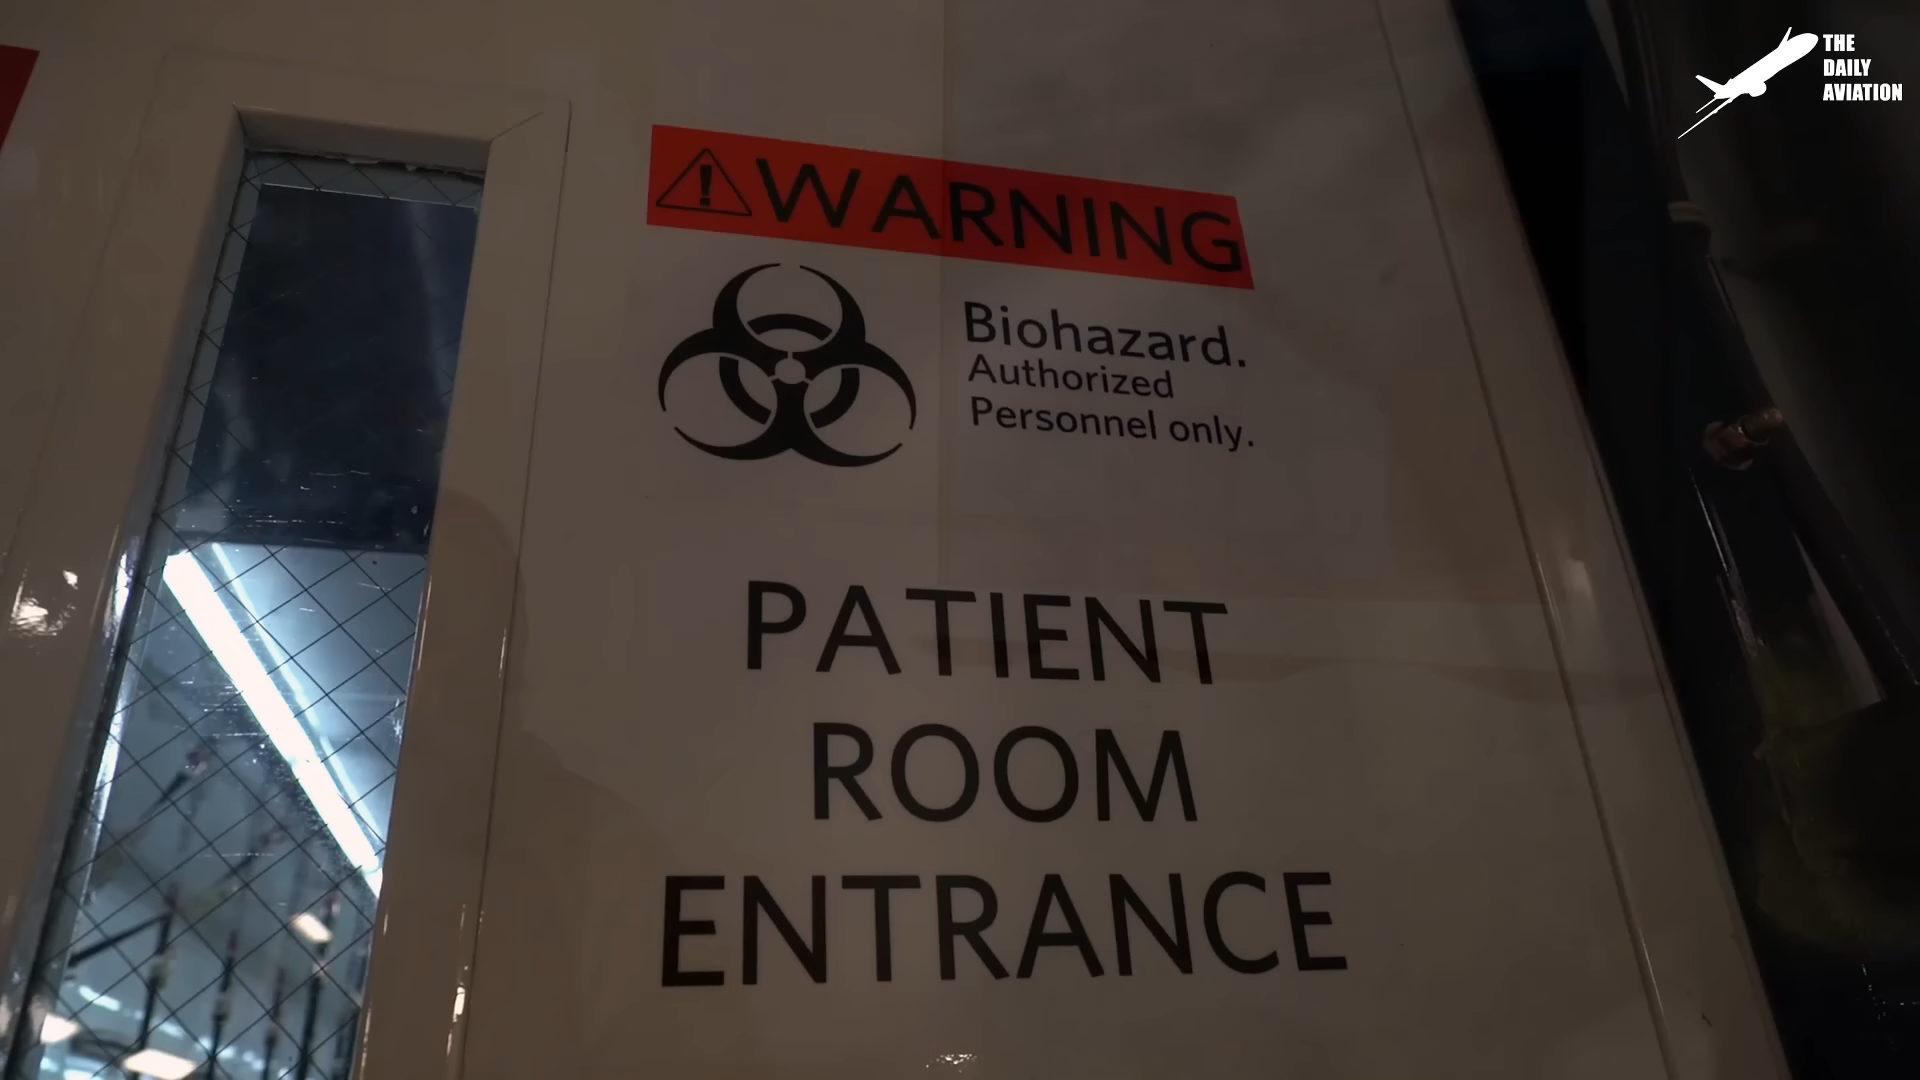 THE
DAILY
AVIATION
WARNING
Biohazard.
Authorized
Personnel only.
PATIENT
ROOM
ENTRANCE